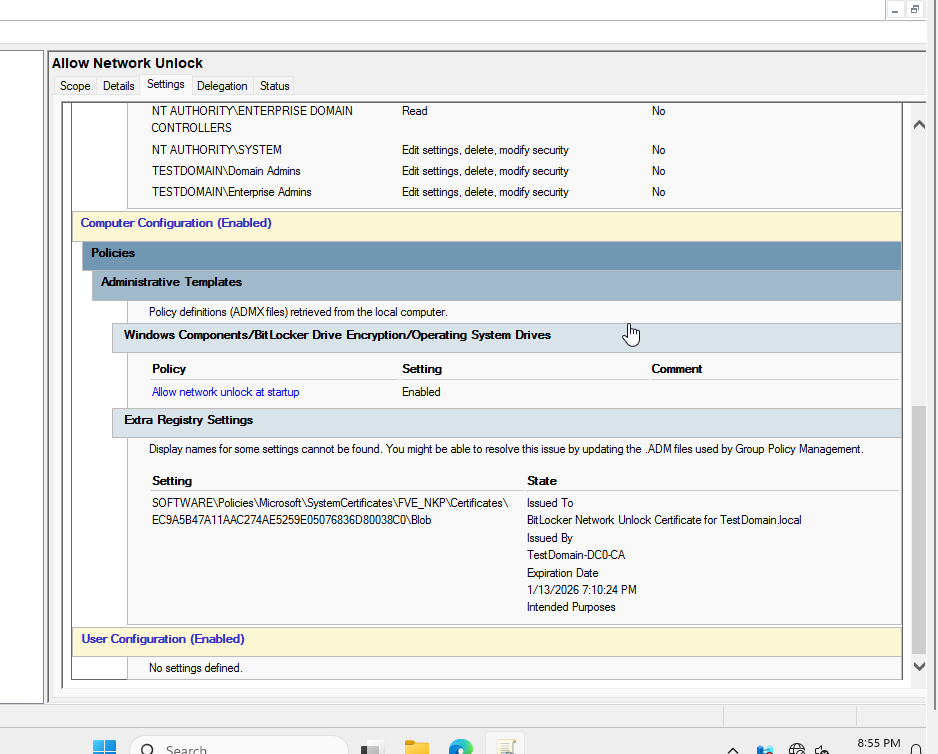 Allow Network Unlock
Scope Details Settings Delegation Status
NT AUTHORITY\ENTERPRISE DOMAIN Read No
CONTROLLERS
NT AUTHORITY\SYSTEM Edit settings, delete, modify security No
TESTDOMAIN\Domain Admins Edit settings, delete, modify security No
TESTDOMAIN\Enterprise Admins Edit settings, delete, modify security No
Computer Configuration (Enabled)
Policies
Administrative Templates
Policy definitions (ADMX files) retrieved from the local computer.
Windows Components/BitLocker Drive Encryption/Operating System Drives
Policy Setting Comment
Allow network unlock at startup Enabled
Extra Registry Settings
Display names for some settings cannot be found. You might be able to resolve this issue by updating the .ADM files used by Group Policy Management.
Setting State
SOFTWARE\Policies\Microsoft\SystemCertificates\FVE_NKP\Certificates\ Issued To
EC9A5B47A11AAC274AE5259E05076836D80038C0\Blob BitLocker Network Unlock Certificate for TestDomain.local
Issued By
TestDomain-DC0-CA
Expiration Date
1/13/2026 7:10:24 PM
Intended Purposes
User Configuration (Enabled)
No settings defined.
Search
8:55 PM